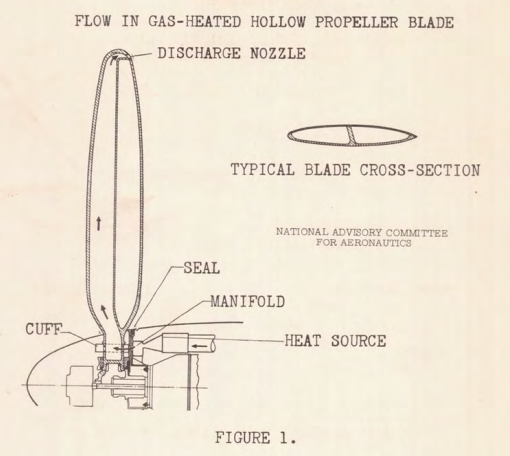 FLOW IN GAS-HEATED HOLLOW PROPELLER BLADE
DISCHARGE NOZZLE
TYPICAL BLADE CROSS-SECTION
NATIONAL ADVISORY COMMITTEE
FOR AERONAUTICS
SEAL
MANIFOLD
CUFF
HEAT SOURCE
FIGURE 1.